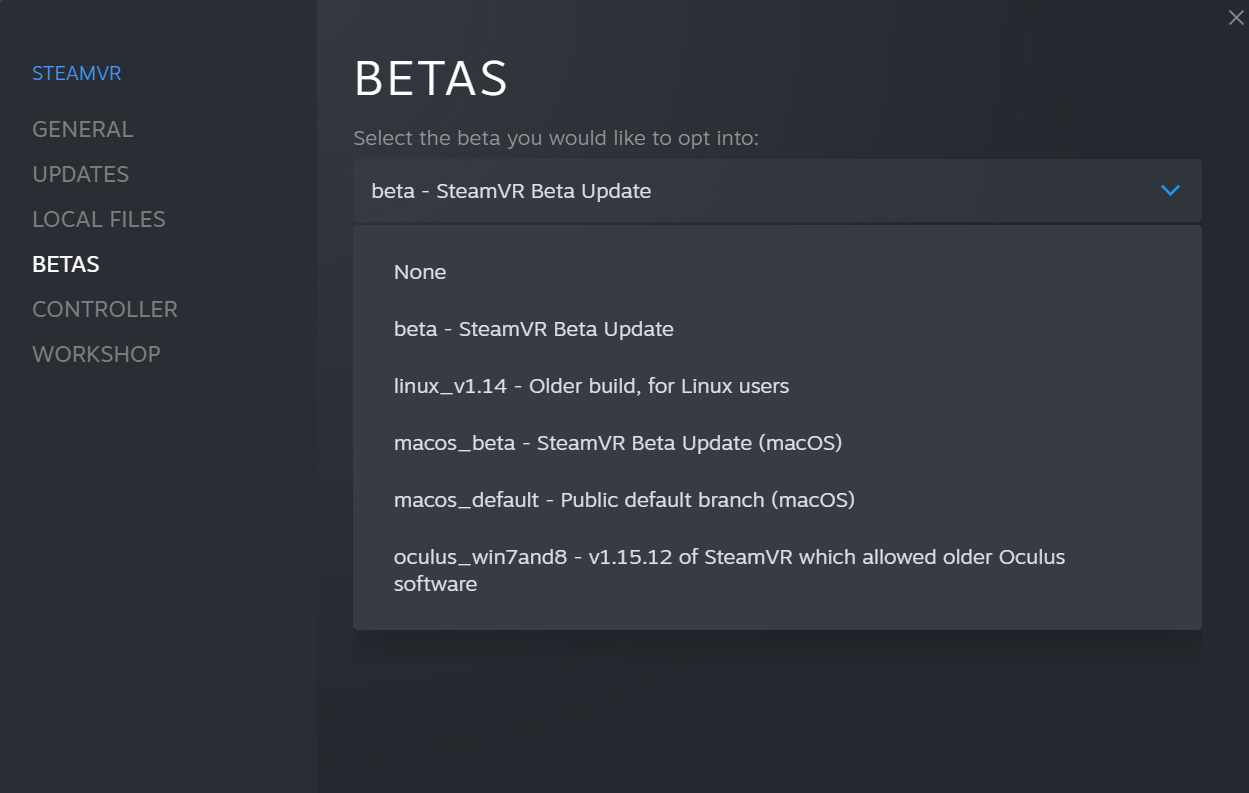 STEAMVR
GENERAL
UPDATES
LOCAL FILES
BETAS
CONTROLLER
WORKSHOP
BETAS
Select the beta you would like to opt into:
beta - SteamVR Beta Update
None
beta - SteamVR Beta Update
linux_v1.14 - Older build, for Linux users
macos_beta - SteamVR Beta Update (macOS)
macos_default - Public default branch (macOS)
oculus_win7and8 - v1.15.12 of SteamVR which allowed older Oculus
software